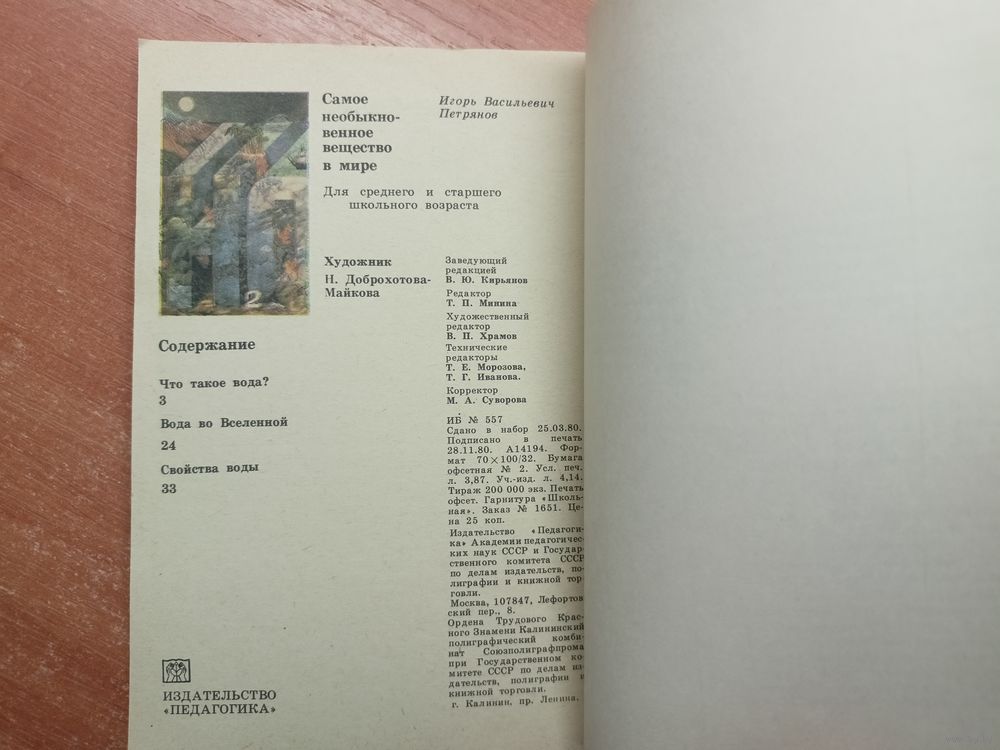 Самое
необыкно-
венное
вещество
в мире
Игорь Васильевич
Петрянов
Для среднего и старшего
школьного возраста
Художник
Н. Доброхотова-
Майкова
Заведующий
редакцией
В. Ю. Кирьянов
Редактор
Т. П. Минина
Художественный
редактор
В. П. Храмов
Технические
редакторы
Т. Е. Морозова,
Т. Г. Иванова.
Корректор
М. А. Суворова
2
Содержание
Что такое вода?
3
Вода во Вселенной
24
Свойства воды
33
ИБ № 557
Сдано в набор 25.03.80.
Подписано в печать
28.11.80. А14194. Фор-
мат 70×100/32. Бумага
офсетная № 2. Усл. печ.
л. 3,87. Уч.-изд. л. 4,14.
Тираж 200 000 экз. Печать
офсет. Гарнитура «Школь-
ная». Заказ № 1651. Це-
на 25 коп.
Издательство «Педагоги-
ка» Академии педагогичес-
ких наук СССР и Государ-
ственного комитета СССР
по делам издательств, по-
лиграфии и книжной тор-
говли.
Москва, 107847, Лефортов
ский пер., 8.
Ордена Трудового Крас-
ного Знамени Калининский
полиграфический комби-
нат Союзполиграфпрома
при Государственном ко-
митете СССР по делам из-
дательств, полиграфии и
книжной торговли.
г. Калинин, пр. Ленина,
ИЗДАТЕЛЬСТВО
«ПЕДАГОГИКА»